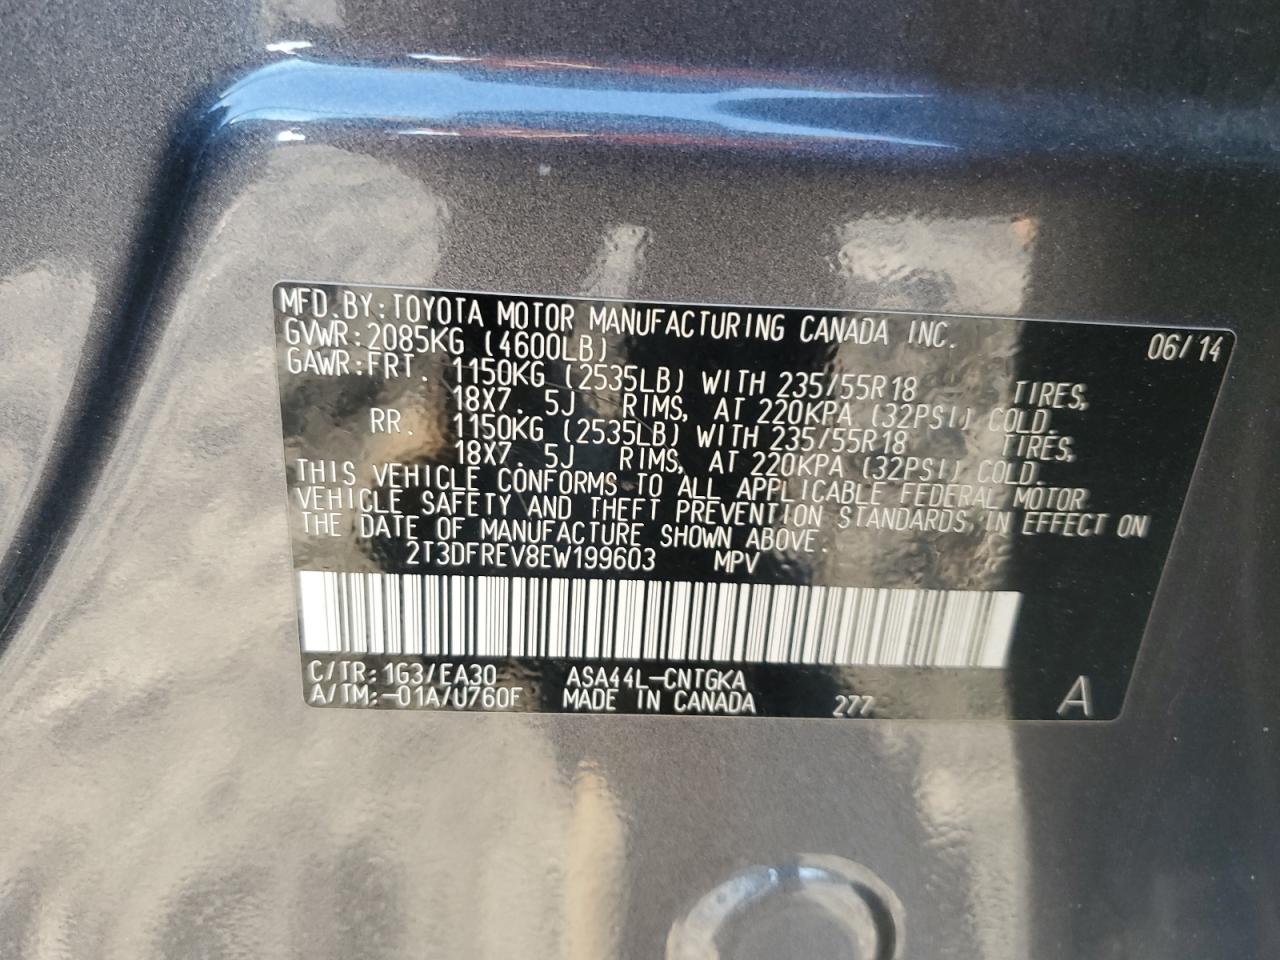 MFD. BY: TOYOTA MOTOR MANUFACTURING CANADA INC. 06/14
GVWR: 2085KG (4600LB)
GAWR: FRT. 1150KG (2535LB) WITH 235/55R18 TIRES,
18X7. 5J RIMS, AT 220KPA (32PSI) COLD.
RR. 1150KG (2535LB) WITH 235/55R18 TIRES,
18X7. 5J RIMS, AT 220KPA (32PSI) COLD.
THIS VEHICLE CONFORMS TO ALL APPLICABLE FEDERAL MOTOR
VEHICLE SAFETY AND THEFT PREVENTION STANDARDS IN EFFECT ON
THE DATE OF MANUFACTURE SHOWN ABOVE.
2T3DFREV8EW199603 MPV
C/TR: 1G3/EA30 ASA44L-CNTGKA
A/TM: -01A/U760F MADE IN CANADA 277 A